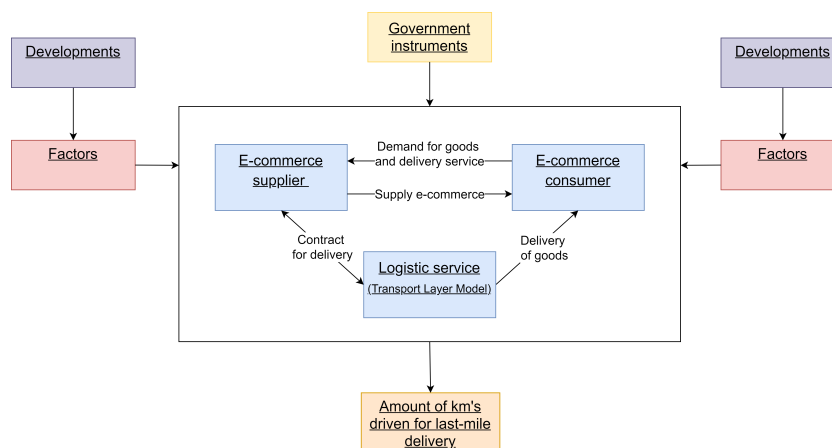 Government
instruments
Developments
Developments
Factors
Factors
Demand for goods
and delivery service
E-commerce
supplier
E-commerce
consumer
Supply e-commerce
Contract
for delivery
Delivery
of goods
Logistic service
(Transport Layer Model)
Amount of km's
driven for last-mile
delivery